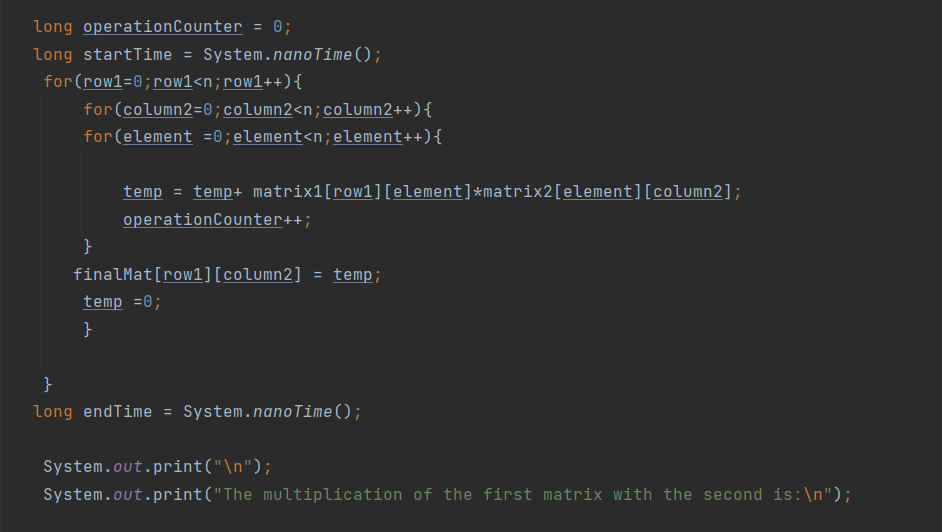 long operationCounter = 0;
long startTime = System.nanoTime();
for(row1=0;row1<n;row1++){
for(column2=0;column2<n;column2++){
for(element =0;element<n;element++){
temp = temp+ matrix1[row1][element]*matrix2[element][column2];
operationCounter++;
}
finalMat[row1][column2] = temp;
temp =0;
}
}
long endTime = System.nanoTime();
System.out.print("\n");
System.out.print("The multiplication of the first matrix with the second is:\n");